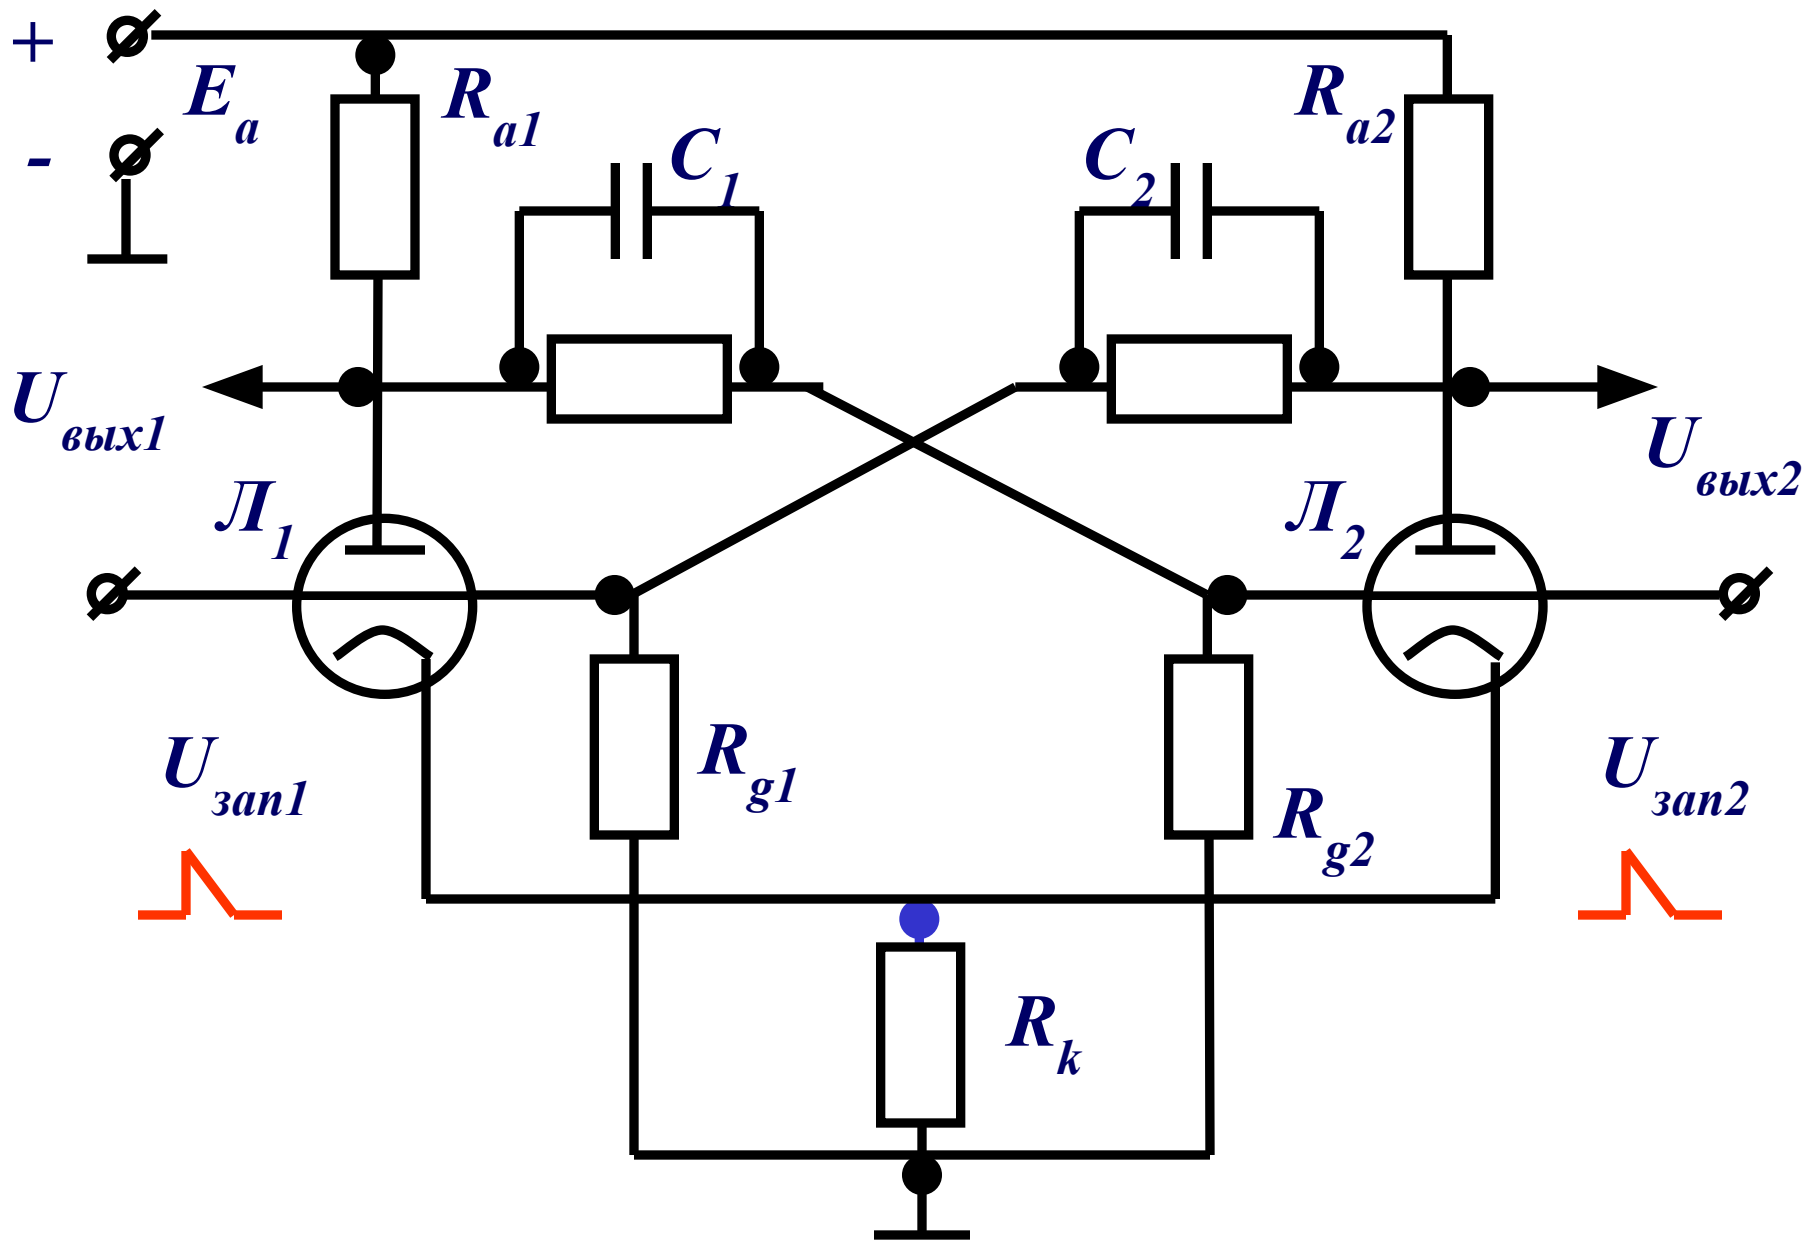 +
E a
R a1
R a2
-
C 1
C 2
U вых1
U вых2
Л 1
Л 2
R g1
U зап1
U зап2
R g2
R k